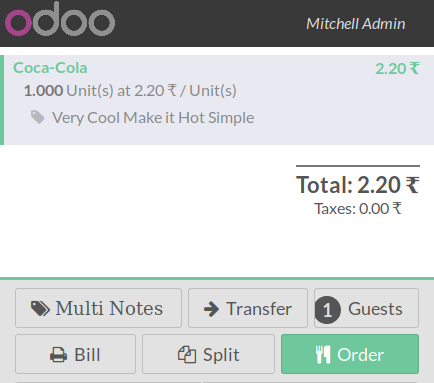 odoo
Mitchell Admin
Coca-Cola 2.20 ₹
1.000 Unit(s) at 2.20 ₹ / Unit(s)
Very Cool Make it Hot Simple
Total: 2.20 ₹
Taxes: 0.00 ₹
Multi Notes
Transfer
1 Guests
Bill
Split
Order